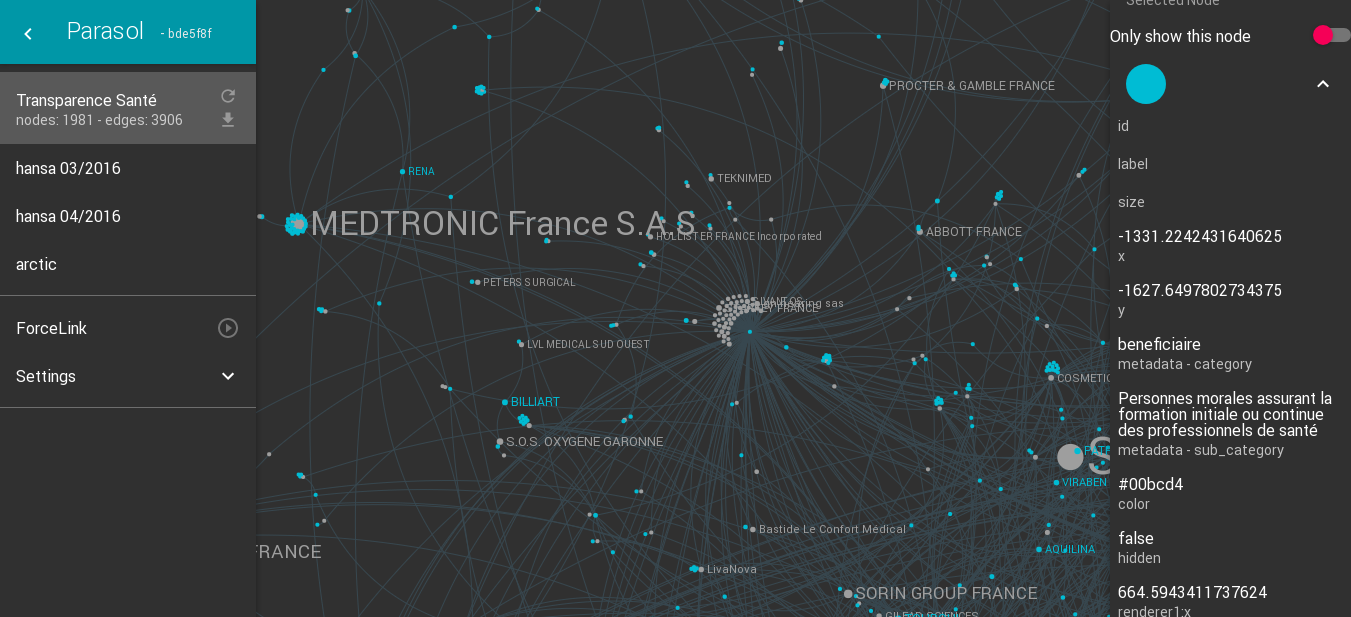 Parasol - bde5f8f
Transparence Santé
nodes: 1981 - edges: 3906
hansa 03/2016
hansa 04/2016
arctic
ForceLink
Settings
PROCTER & GAMBLE FRANCE
RENA
TEKNIMED
MEDTRONIC France S.A.S
HOLLISTER FRANCE Incorporated
ABBOTT FRANCE
PETERS SURGICAL
SIVANTOS
LVL MEDICAL SUD OUEST
COSMETIC
BILLIART
S.O.S. OXYGENE GARONNE
VIRABEN
Bastide Le Confort Médical
AQUILINA
FRANCE
LivaNova
SORIN GROUP FRANCE
GILEAD SCIENCES
Selected Node
Only show this node
id
label
size
-1331.2242431640625
x
-1627.6497802734375
y
beneficiaire
metadata - category
Personnes morales assurant la
formation initiale ou continue
des professionnels de santé
metadata - sub_category
#00bcd4
color
false
hidden
664.5943411737624
renderer1:x